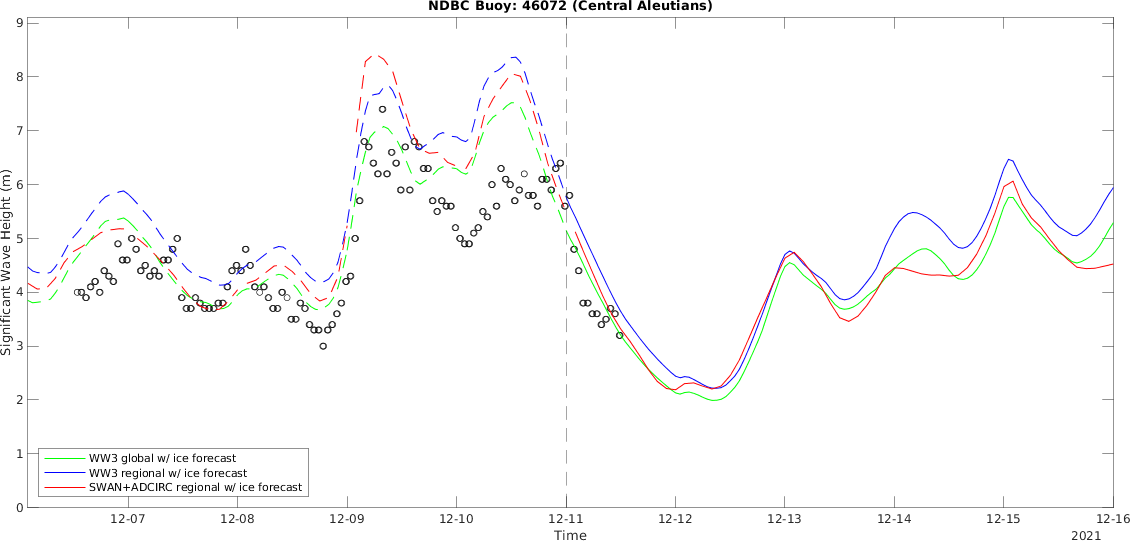 NDBC Buoy: 46072 (Central Aleutians)
9
8
7
6
5
4
3
2
1
0
Significant Wave Height (m)
WW3 global w/ ice forecast
WW3 regional w/ ice forecast
SWAN+ADCIRC regional w/ ice forecast
12-07 12-08 12-09 12-10 12-11 12-12 12-13 12-14 12-15 12-16
Time
2021